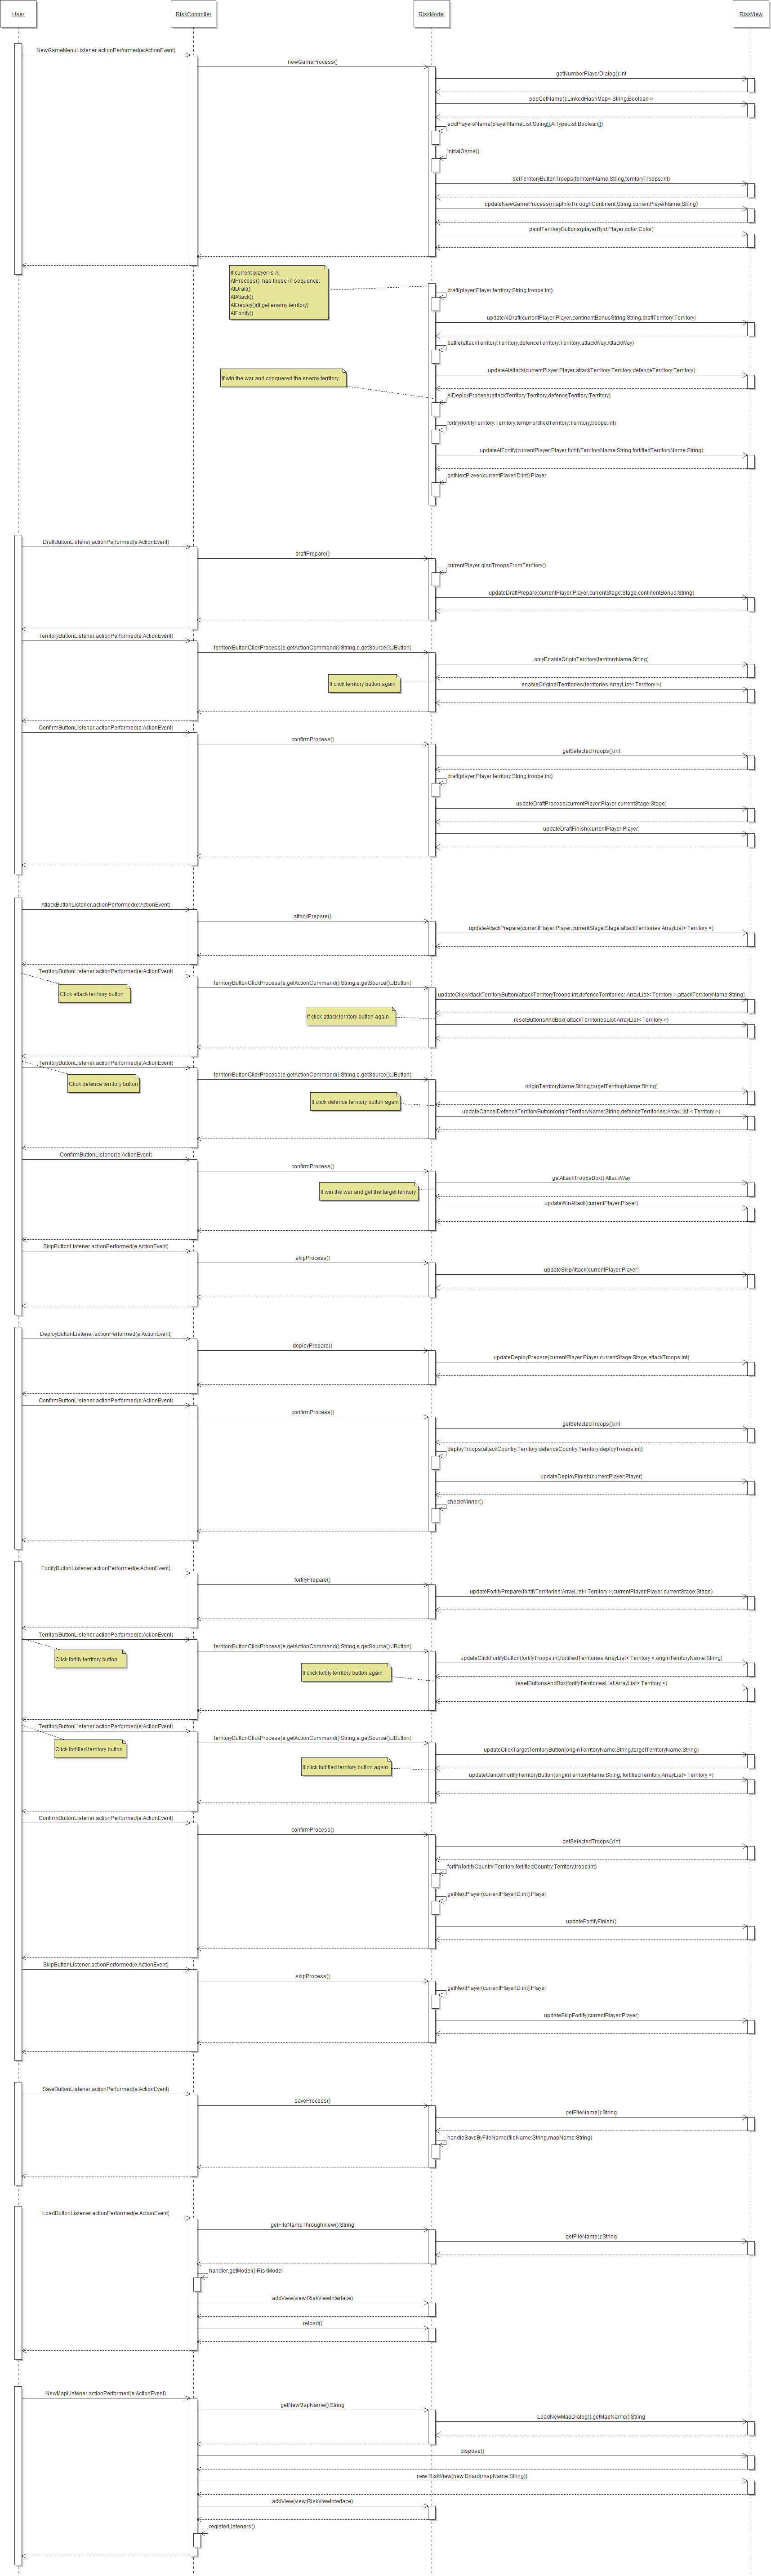 User
RiskController
RiskModel
RiskView
NewGameMenuListener.actionPerformed(e:ActionEvent)
newGameProcess()
getNumberPlayerDialog():int
popGetName():LinkedHashMap< String,Boolean >
addPlayersName(playerNameList:String[],AITypeList:Boolean[])
initialGame()
setTerritoryButtonTroops(territoryName:String,territoryTroops:int)
updateNewGameProcess(mapInfoThroughContinent:String,currentPlayerName:String)
paintTerritoryButtons(playerById:Player,color:Color)
If current player is AI
AIProcess(), has these in sequence:
AIDraft()
AIAttack()
AIDeploy()(If get enemy territory)
AIFortify()
draft(player:Player,territory:String,troops:int)
updateAIDraft(currentPlayer:Player,continentBonusString:String,draftTerritory:Territory)
battle(attackTerritory:Territory,defenceTerritory:Territory,attackWay:AttackWay)
updateAIAttack(currentPlayer:Player,attackTerritory:Territory,defenceTerritory:Territory)
If win the war and conquered the enemy territory.
AIDeployProcess(attackTerritory:Territory,defenceTerritory:Territory)
fortify(fortifyTerritory:Territory,tempFortifiedTerritory:Territory,troops:int)
updateAIFortify(currentPlayer:Player,fortifyTerritoryName:String,fortifiedTerritoryName:String)
getNextPlayer(currentPlayerID:int):Player
DraftButtonListener.actionPerformed(e:ActionEvent)
draftPrepare()
currentPlayer.gianTroopsFromTerritory()
updateDraftPrepare(currentPlayer:Player,currentStage:Stage,continentBonus:String)
TerritoryButtonListener.actionPerformed(e:ActionEvent)
territoryButtonClickProcess(e.getActionCommand():String,e.getSource():JButton)
onlyEnableOriginTerritory(territoryName:String)
If click territory button again
enableOriginalTerritories(territories:ArrayList< Territory >)
ConfirmButtonListener.actionPerformed(e:ActionEvent)
confirmProcess()
getSelectedTroops():int
draft(player:Player,territory:String,troops:int)
updateDraftProcess(currentPlayer:Player,currentStage:Stage)
updateDraftFinish(currentPlayer:Player)
AttackButtonListener.actionPerformed(e:ActionEvent)
attackPrepare()
updateAttackPrepare(currentPlayer:Player,currentStage:Stage,attackTerritories:ArrayList< Territory >)
TerritoryButtonListener.actionPerformed(e:ActionEvent)
Click attack territory button
territoryButtonClickProcess(e.getActionCommand():String,e.getSource():JButton)
updateClickAttackTerritoryButton(attackTerritoryTroops:int,defenceTerritories: ArrayList< Territory >,attackTerritoryName:String)
If click attack territory button again
resetButtonsAndBox( attackTerritoriesList:ArrayList< Territory >)
TerritoryButtonListener.actionPerformed(e:ActionEvent)
Click defence territory button
territoryButtonClickProcess(e.getActionCommand():String,e.getSource():JButton)
originTerritoryName:String,targetTerritoryName:String)
If click defence territory button again
updateCancelDefenceTerritoryButton(originTerritoryName:String,defenceTerritories:ArrayList < Territory >)
ConfirmButtonListener(e:ActionEvent)
confirmProcess()
getAttackTroopsBox():AttackWay
If win the war and get the target territory
updateWinAttack(currentPlayer:Player)
SkipButtonListener.actionPerformed(e:ActionEvent)
skipProcess()
updateSkipAttack(currentPlayer:Player)
DeployButtonListener.actionPerformed(e:ActionEvent)
deployPrepare()
updateDeployPrepare(currentPlayer:Player,currentStage:Stage,attackTroops:int)
ConfirmButtonListener.actionPerformed(e:ActionEvent)
confirmProcess()
getSelectedTroops():int
deployTroops(attackCountry:Territory,defenceCountry:Territory,deployTroops:int)
updateDeployFinish(currentPlayer:Player)
checkWinner()
FortifyButtonListener.actionPerformed(e:ActionEvent)
fortifyPrepare()
updateFortifyPrepare(fortifyTerritories:ArrayList< Territory >,currentPlayer:Player,currentStage:Stage)
TerritoryButtonListener.actionPerformed(e:ActionEvent)
Click fortify territory button
territoryButtonClickProcess(e.getActionCommand():String,e.getSource():JButton)
updateClickFortifyButton(fortifyTroops:int,fortifiedTerritories:ArrayList< Territory >,originTerritoryName:String)
If click fortify territory button again
resetButtonsAndBox(fortifyTerritoriesList:ArrayList< Territory >)
TerritoryButtonListener.actionPerformed(e:ActionEvent)
Click fortified territory button
territoryButtonClickProcess(e.getActionCommand():String,e.getSource():JButton)
updateClickTargetTerritoryButton(originTerritoryName:String,targetTerritoryName:String)
If click fortified territory button again
updateCancelFortifyTerritoryButton(originTerritoryName:String, fortifiedTerritory:ArrayList< Territory >)
ConfirmButtonListener.actionPerformed(e:ActionEvent)
confirmProcess()
getSelectedTroops():int
fortify(fortifyCountry:Territory,fortifiedCountry:Territory,troop:int)
getNextPlayer(currentPlayerID:int):Player
updateFortifyFinish()
SkipButtonListener.actionPerformed(e:ActionEvent)
skipProcess()
getNextPlayer(currentPlayerID:int):Player
updateSkipFortify(currentPlayer:Player)
SaveButtonListener.actionPerformed(e:ActionEvent)
saveProcess()
getFileName():String
handleSaveByFileName(fileName:String,mapName:String)
LoadButtonListener.actionPerformed(e:ActionEvent)
getFileNameThroughView():String
getFileName():String
handler.getModel():RiskModel
addView(view:RiskViewInterface)
reload()
NewMapListener.actionPerformed(e:ActionEvent)
getNewMapName():String
LoadNewMapDialog().getMapName():String
dispose()
new RiskView(new Board(mapName:String))
addView(view:RiskViewInterface)
registerListeners()